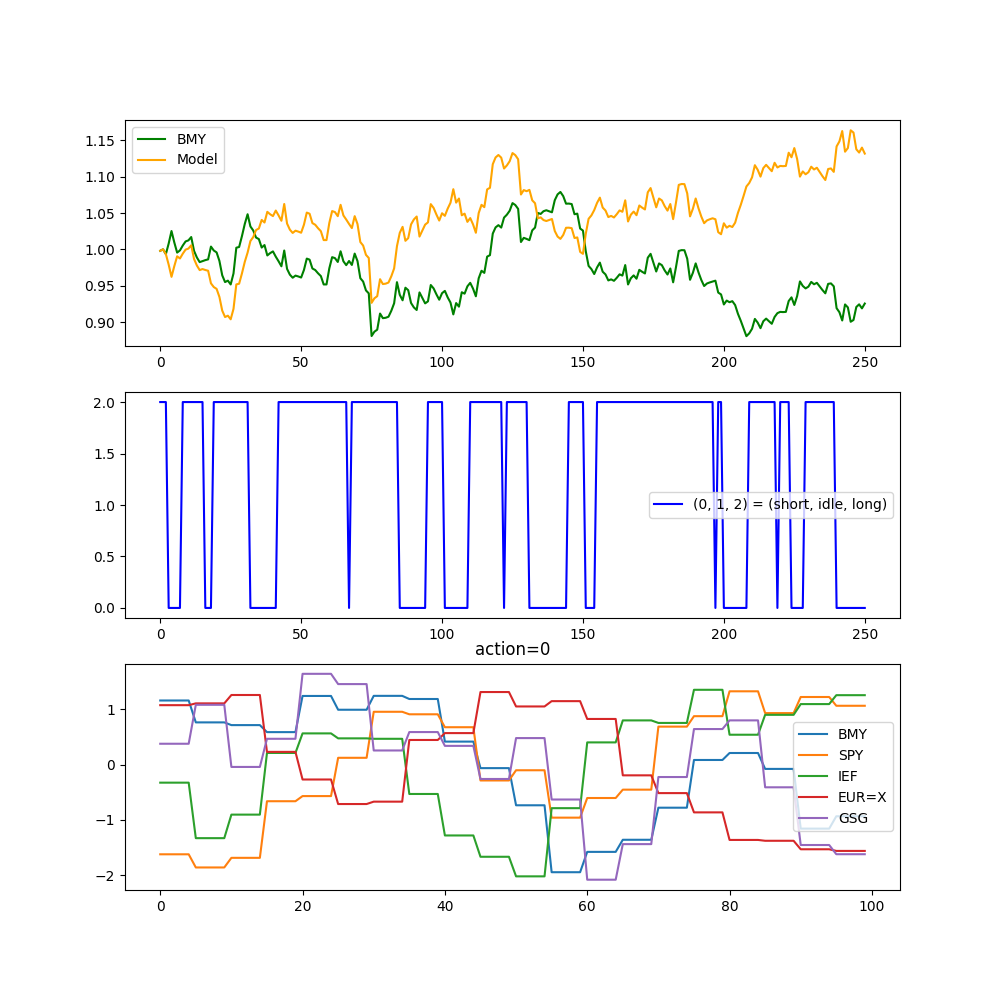 1.15
1.10
1.05
1.00
0.95
0.90
BMY
Model
0 50 100 150 200 250
2.0
1.5
1.0
0.5
0.0
(0, 1, 2) = (short, idle, long)
0 50 100 150 200 250
action=0
1
0
−1
−2
BMY
SPY
IEF
EUR=X
GSG
0 20 40 60 80 100